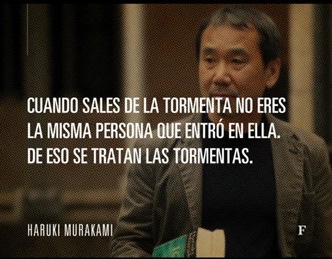 CUANDO SALES DE LA TORMENTA NO ERES
LA MISMA PERSONA QUE ENTRÓ EN ELLA.
DE ESO SE TRATAN LAS TORMENTAS.
HARUKI MURAKAMI
F